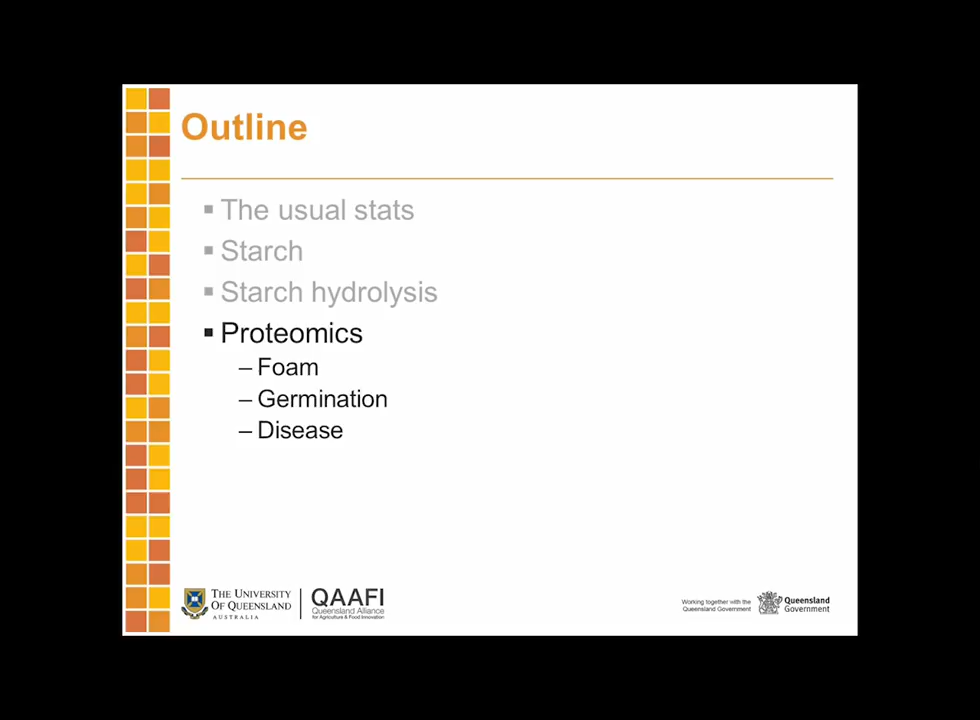 Outline
▪ The usual stats
▪ Starch
▪ Starch hydrolysis
▪ Proteomics
– Foam
– Germination
– Disease
THE UNIVERSITY
OF QUEENSLAND
AUSTRALIA
QAAFI
Queensland Alliance
for Agriculture & Food Innovation
Working together with the
Queensland Government
Queensland
Government